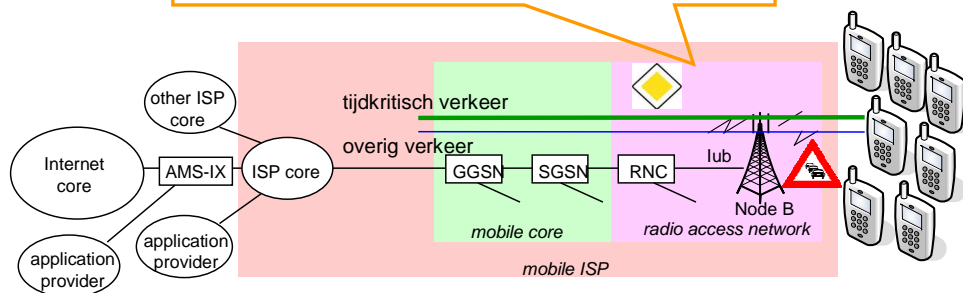 other ISP
core
tijdkritisch verkeer
overig verkeer
Internet
core
AMS-IX
ISP core
GGSN
SGSN
RNC
Iub
Node B
application
provider
application
provider
mobile core
radio access network
mobile ISP